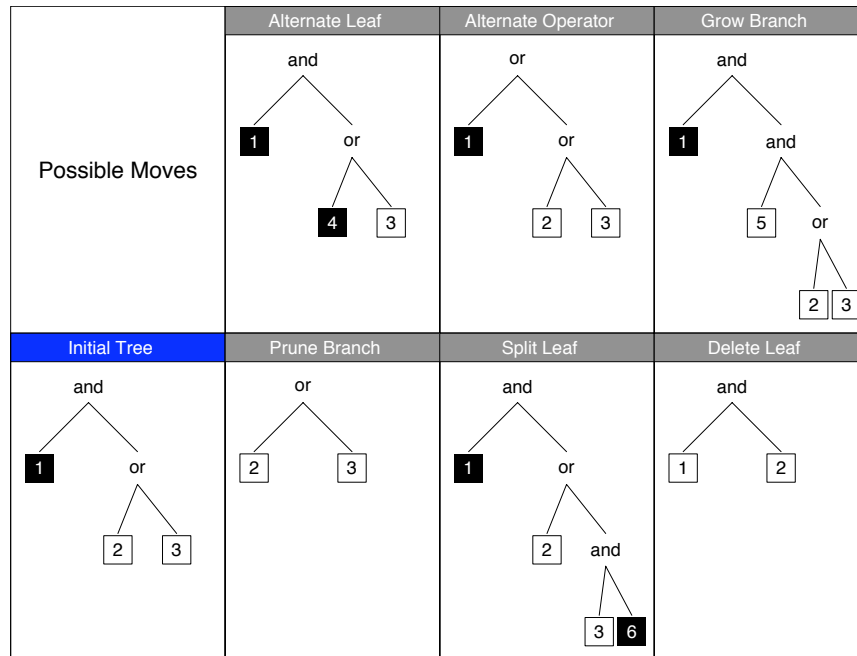 Possible Moves
Alternate Leaf
and
1
or
4 3
Alternate Operator
or
1
or
2 3
Grow Branch
and
1
and
5
or
2 3
Initial Tree
and
1
or
2 3
Prune Branch
or
2 3
Split Leaf
and
1
or
2
and
3 6
Delete Leaf
and
1 2